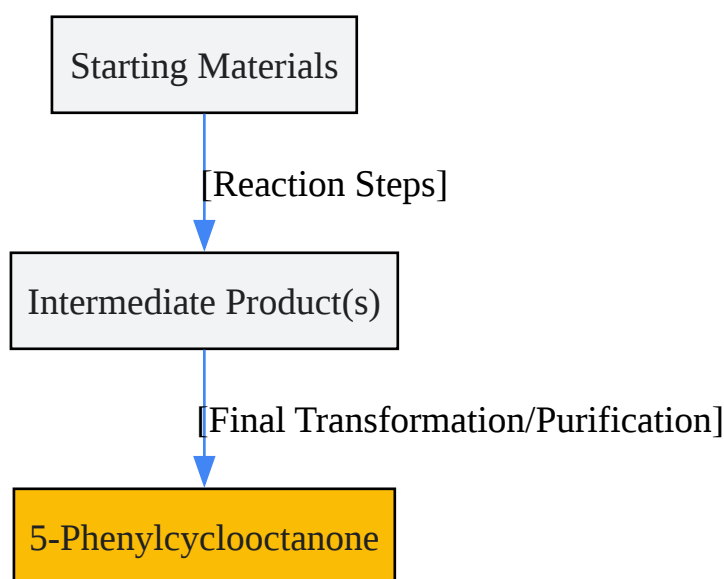 Starting Materials
[Reaction Steps]
Intermediate Product(s)
[Final Transformation/Purification]
5-Phenylcyclooctanone